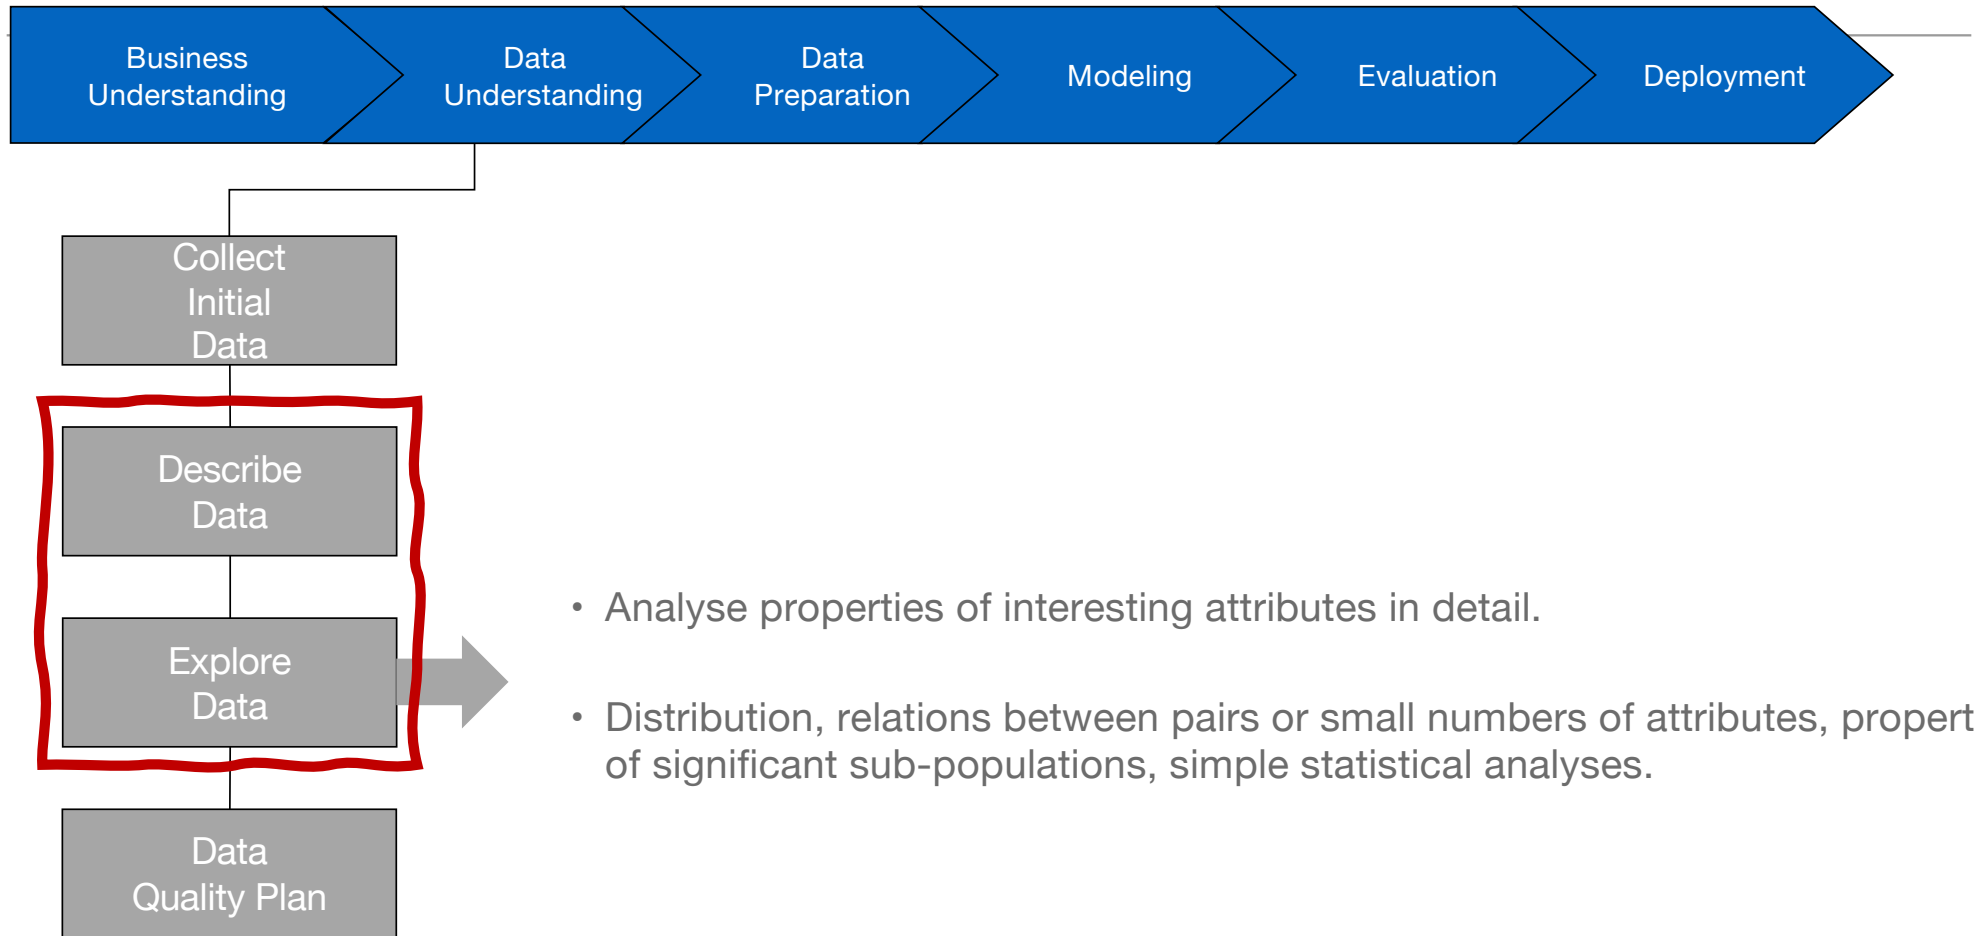 Business
Understanding
Data
Understanding
Data
Preparation
Modeling
Evaluation
Deployment
Collect
Initial
Data
Describe
Data
Explore
Data
• Analyse properties of interesting attributes in detail.
• Distribution, relations between pairs or small numbers of attributes, propert
of significant sub-populations, simple statistical analyses.
Data
Quality Plan